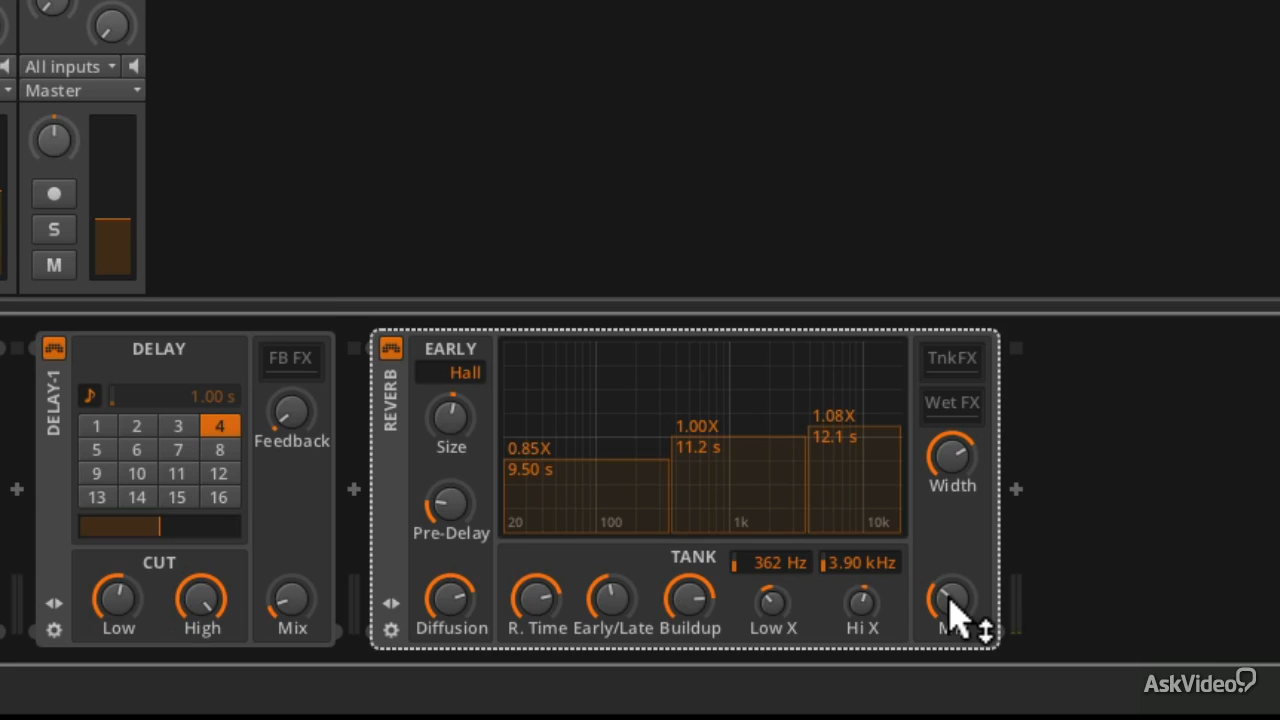 All inputs
Master
S
M
DELAY-1
DELAY
1.00 s
1 2 3 4
5 6 7 8
9 10 11 12
13 14 15 16
CUT
Low High
FB FX
Feedback
Mix
REVERB
EARLY
Hall
Size
Pre-Delay
Diffusion
0.85X
9.50 s
1.00X
11.2 s
1.08X
12.1 s
20 100 1k 10k
TANK 362 Hz 3.90 kHz
R. Time Early/Late Buildup Low X Hi X
TnkFX
Wet FX
Width
AskVideo